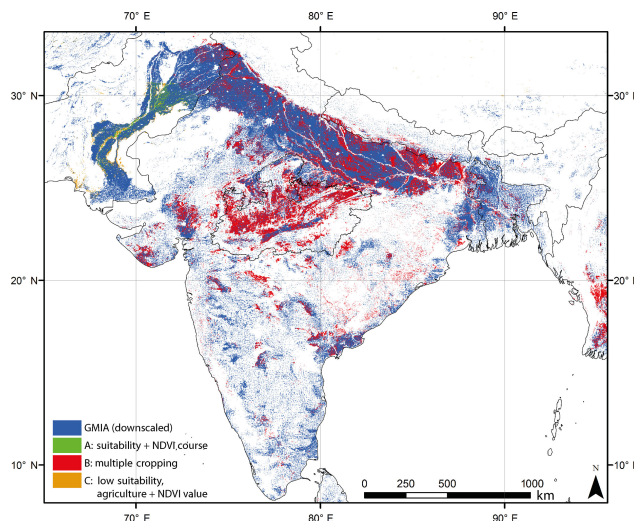 70° E 80° E 90° E
30° N 30° N
20° N 20° N
10° N 10° N
GMIA (downscaled)
A: suitability + NDVI course
B: multiple cropping
C: low suitability,
agriculture + NDVI value
0 250 500 1000
km
N
70° E 80° E 90° E